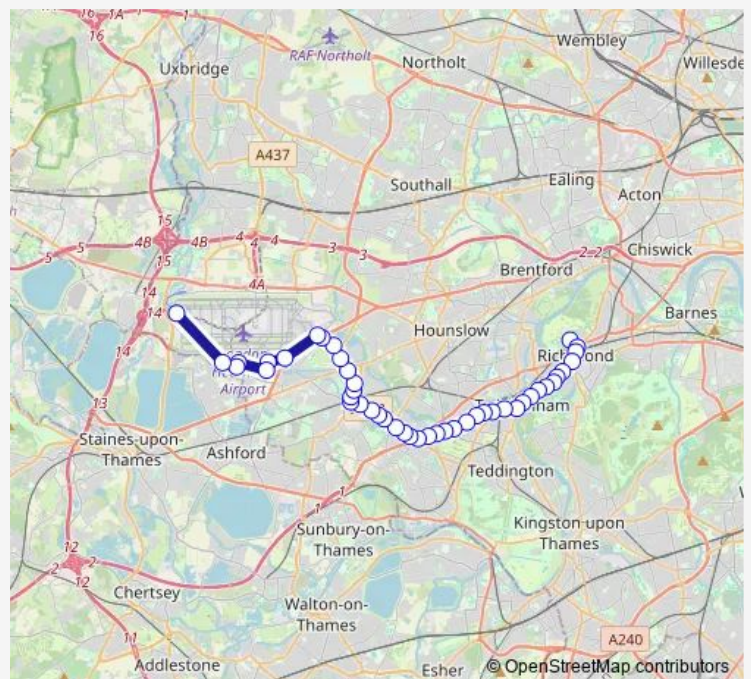 16
1A
1
16
RAF Northolt
Wembley
Uxbridge
Northolt
Willesde
A437
Southall
Ealing
Acton
15
5
5
4B
4B
4
4
4
3
3
2
2
Chiswick
15
Brentford
14
4A
14
14
Barnes
Hounslow
14
Airport
13
Staines-upon-
Thames
Ashford
Teddington
1
1
Sunbury-on-
Thames
Kingston upon
Thames
12
2
2
12
Chertsey
Walton-on-
Thames
11
A240
Addlestone
Esher
© OpenStreetMap contributors